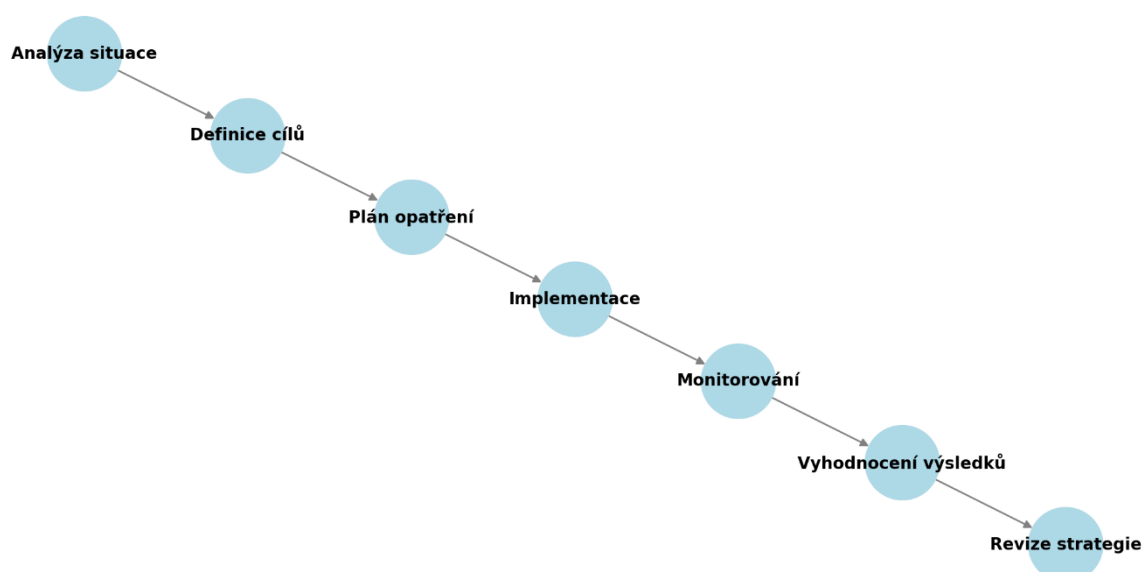 Analýza situace
Definice cílů
Plán opatření
Implementace
Monitorování
Vyhodnocení výsledků
Revize strategie